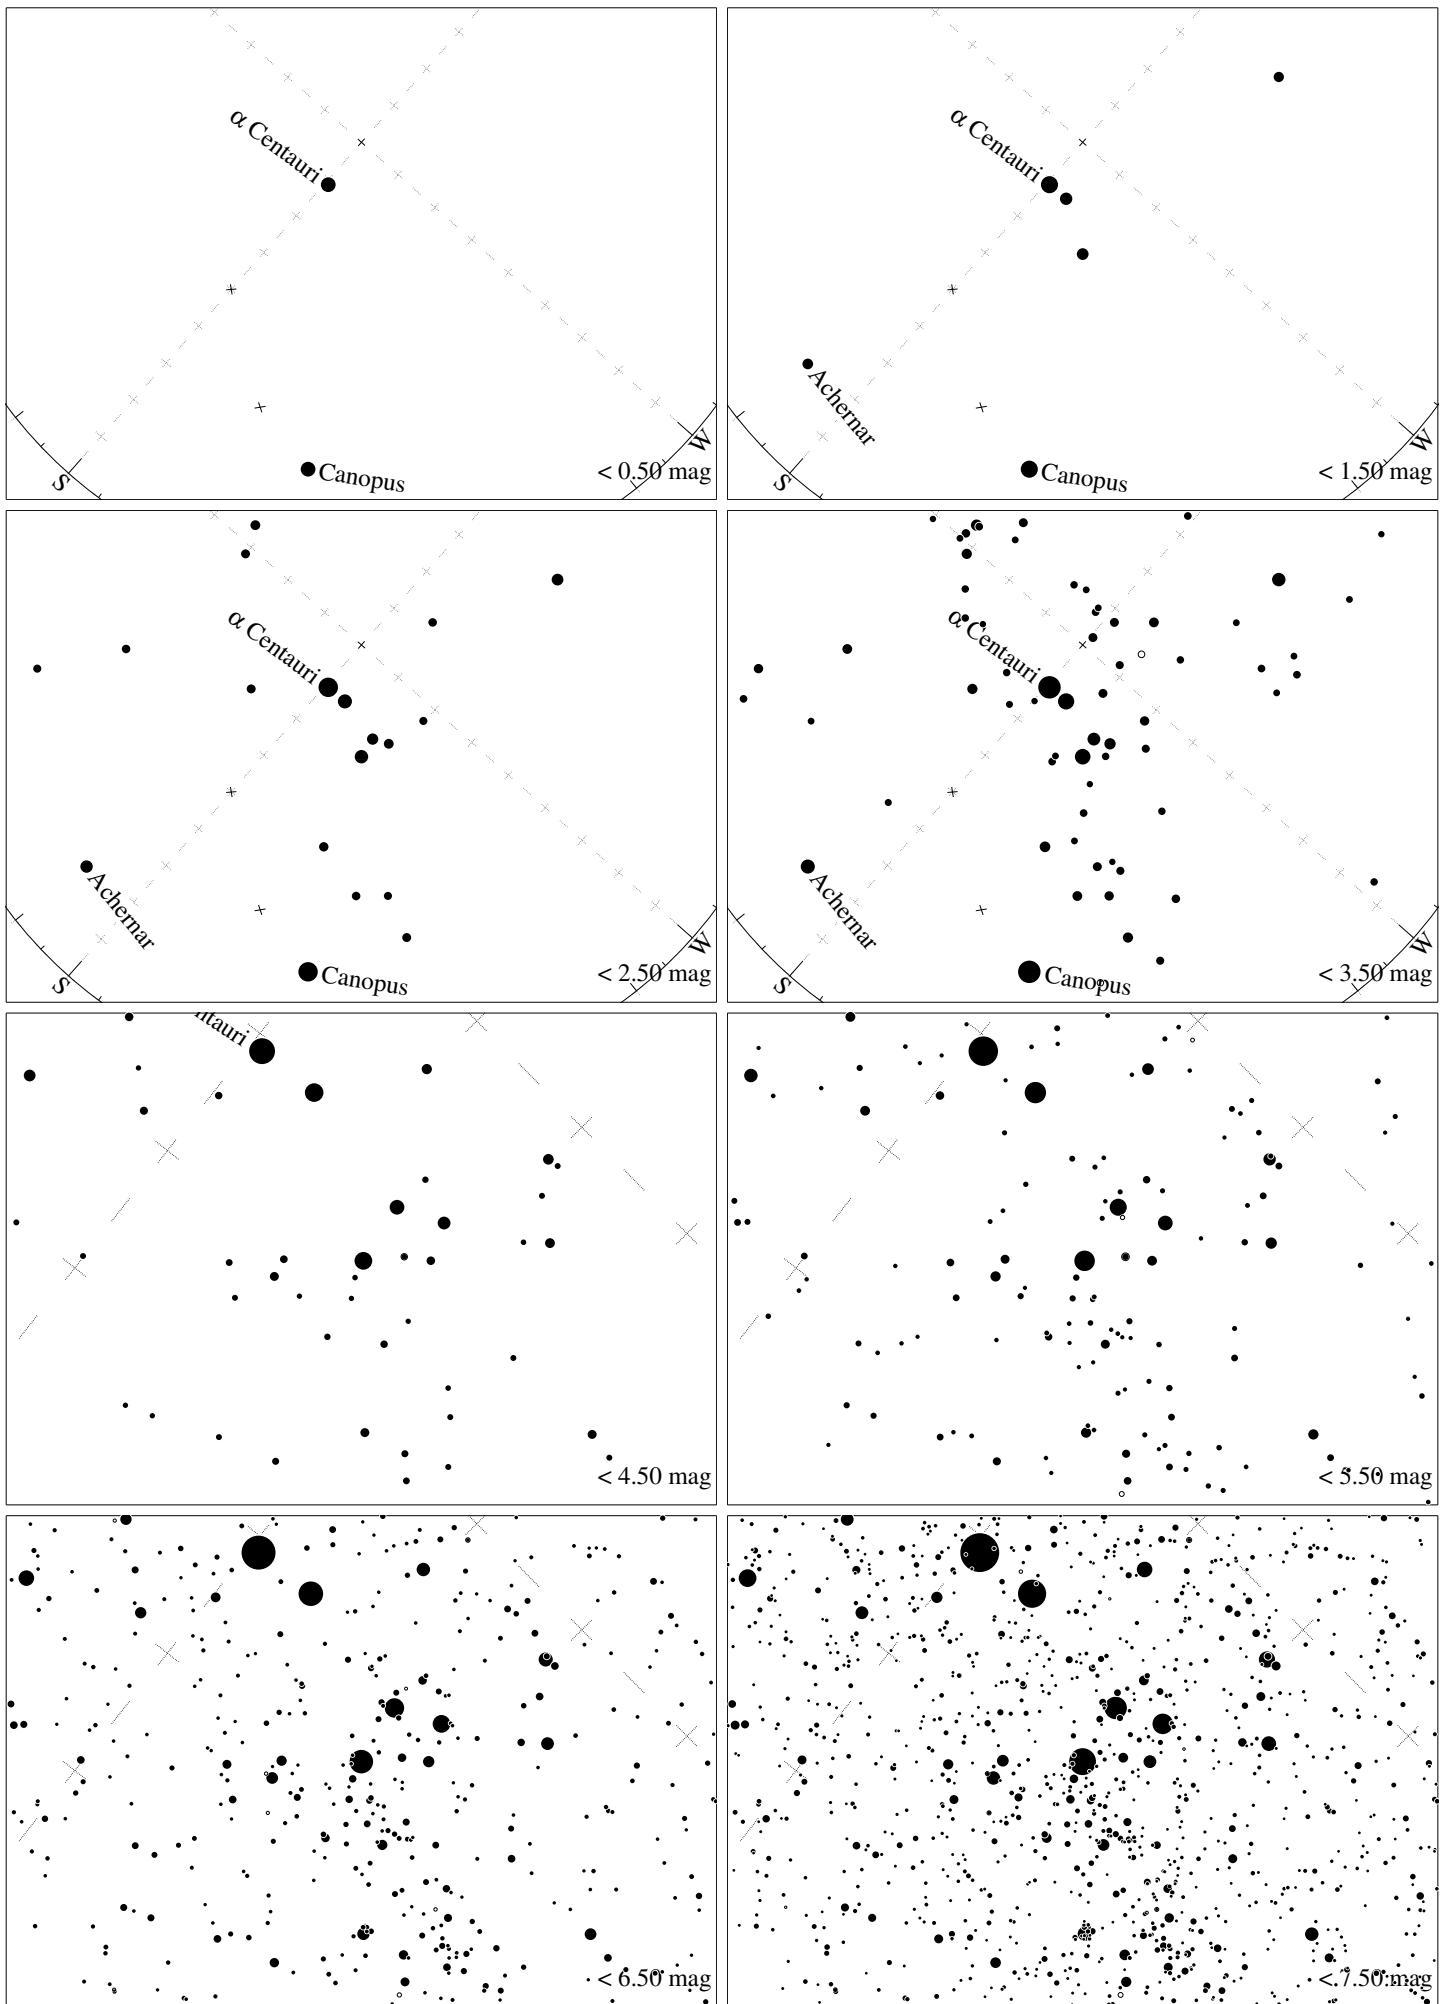 α Centauri
S
W
Canopus
< 0.50 mag
α Centauri
Achernar
S
W
Canopus
< 1.50 mag
α Centauri
Achernar
S
W
Canopus
< 2.50 mag
α Centauri
Achernar
S
W
Canopus
< 3.50 mag
ntauri
< 4.50 mag
< 5.50 mag
< 6.50 mag
< 7.50 mag